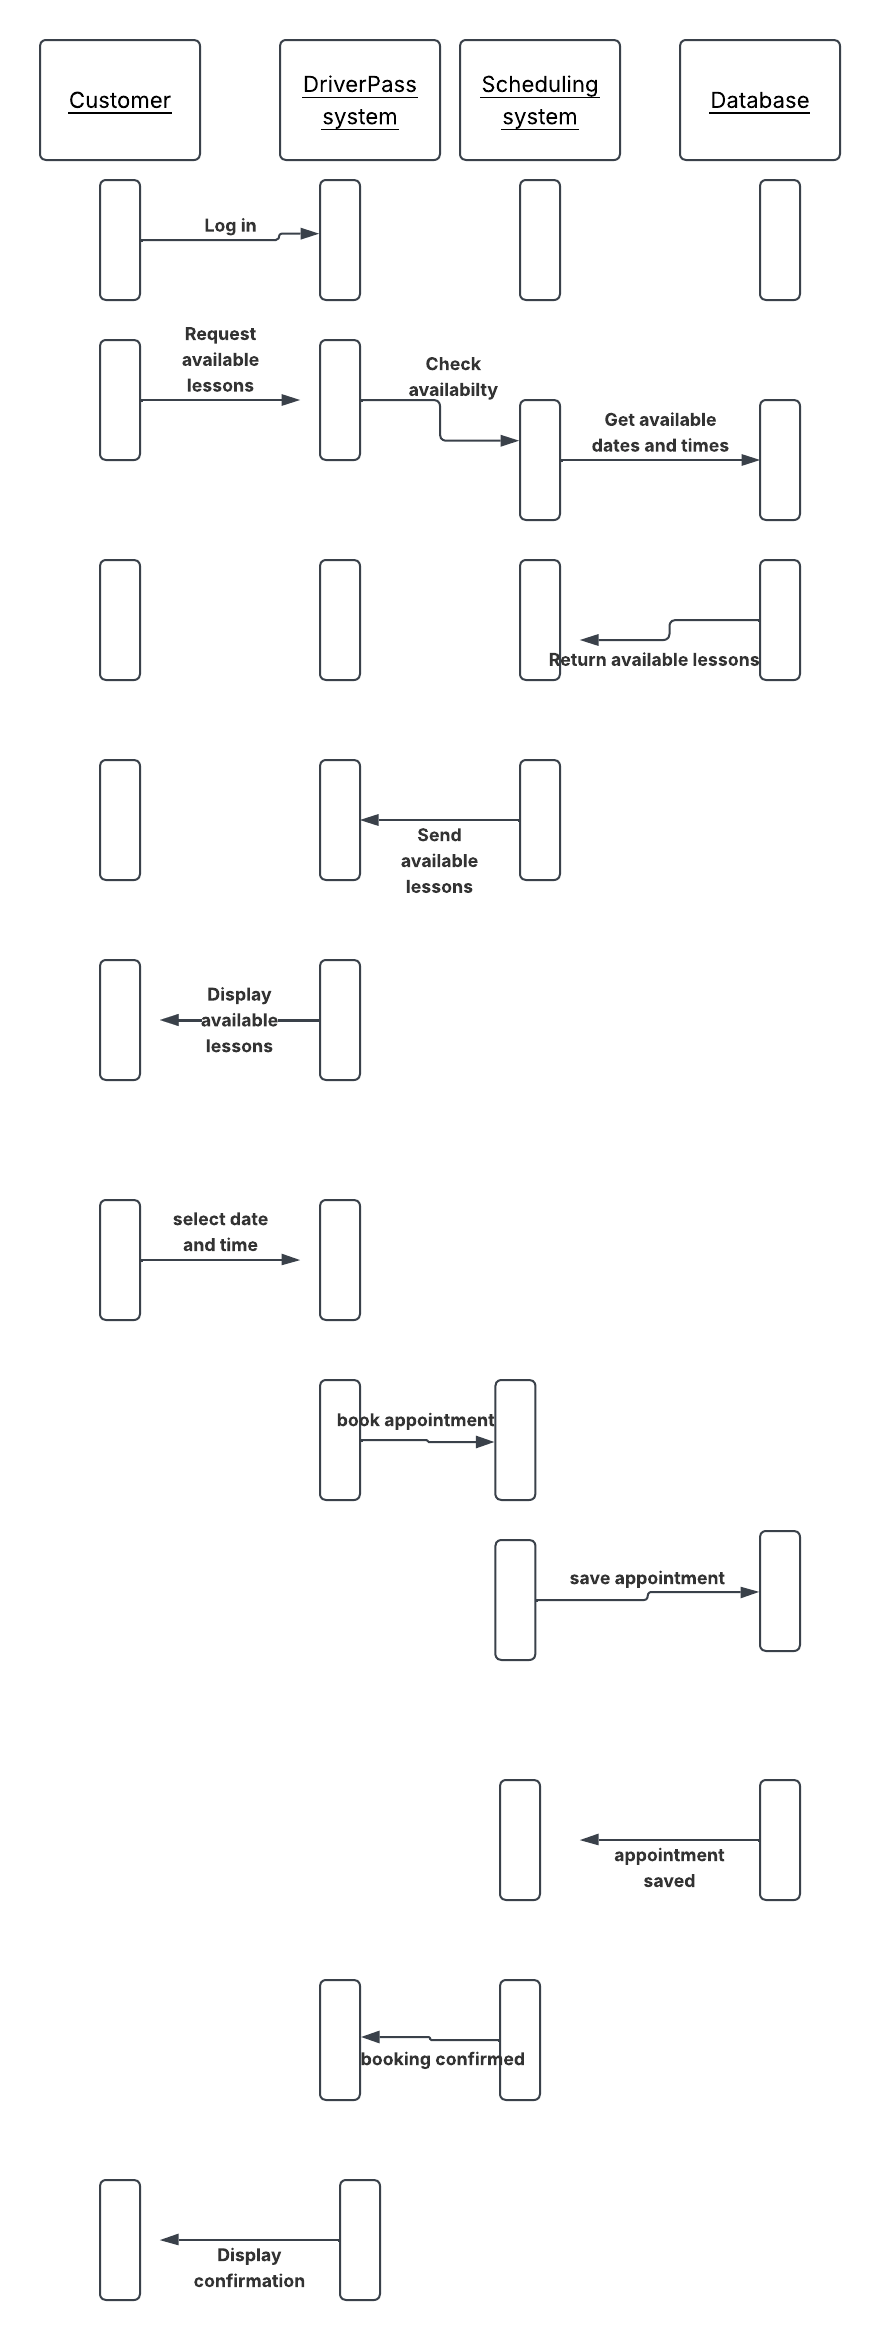 Customer
DriverPass
system
Scheduling
system
Database
Log in
Request
available
lessons
Check
availabilty
Get available
dates and times
Return available lessons
Send
available
lessons
Display
available
lessons
select date
and time
book appointment
save appointment
appointment
saved
booking confirmed
Display
confirmation